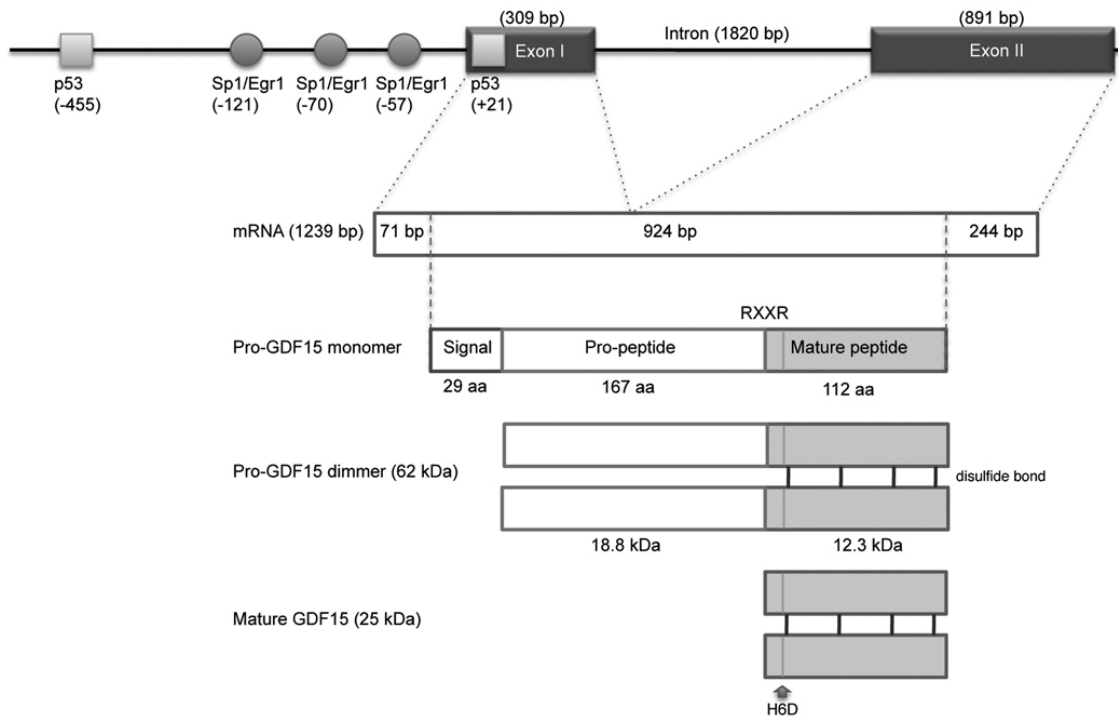 (309 bp)
(891 bp)
Intron (1820 bp)
Exon I
Exon II
p53
(-455)
Sp1/Egr1
(-121)
Sp1/Egr1
(-70)
Sp1/Egr1
(-57)
p53
(+21)
mRNA (1239 bp)
71 bp
924 bp
244 bp
RXXR
Pro-GDF15 monomer
Signal
Pro-peptide
Mature peptide
29 aa
167 aa
112 aa
Pro-GDF15 dimmer (62 kDa)
disulfide bond
18.8 kDa
12.3 kDa
Mature GDF15 (25 kDa)
H6D